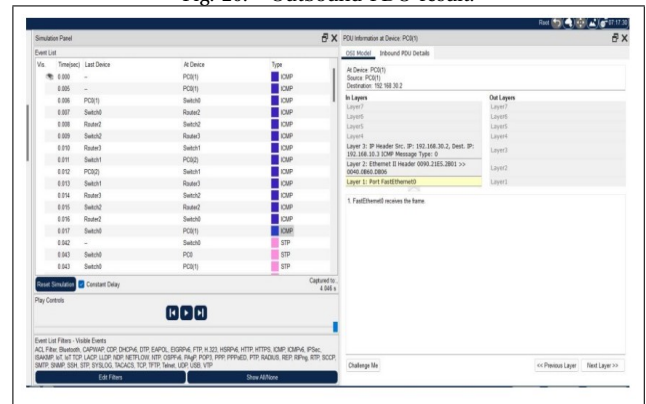 Fig. 20. Outbound PDU result.
Root 07:17:30
Simulation Panel
Event List
Vis. Time(sec) Last Device At Device Type
0.000 -- PC0(1) ICMP
0.005 -- PC0(1) ICMP
0.006 PC0(1) Switch0 ICMP
0.007 Switch0 Router2 ICMP
0.008 Router2 Switch2 ICMP
0.009 Switch2 Router3 ICMP
0.010 Router3 Switch1 ICMP
0.011 Switch1 PC0(2) ICMP
0.012 PC0(2) Switch1 ICMP
0.013 Switch1 Router3 ICMP
0.014 Router3 Switch2 ICMP
0.015 Switch2 Router2 ICMP
0.016 Router2 Switch0 ICMP
0.017 Switch0 PC0(1) ICMP
0.042 -- Switch0 STP
0.043 Switch0 PC0 STP
0.043 Switch0 PC0(1) STP
Reset Simulation Constant Delay Captured to:
4.046 s
Play Controls
Event List Filters - Visible Events
ACL Filter, Bluetooth, CAPWAP, CDP, DHCPv6, DTP, EAPOL, EIGRPv6, FTP, H.323, HSRPv6, HTTP, HTTPS, ICMP, ICMPv6, IPSec,
ISAKMP, IoT, IoT TCP, LACP, LLDP, NDP, NETFLOW, NTP, OSPFv6, PAgP, POP3, PPP, PPPoED, PTP, RADIUS, REP, RIPng, RTP, SCCP,
SMTP, SNMP, SSH, STP, SYSLOG, TACACS, TCP, TFTP, Telnet, UDP, USB, VTP
Edit Filters Show All/None
PDU Information at Device: PC0(1)
OSI Model Inbound PDU Details
At Device: PC0(1)
Source: PC0(1)
Destination: 192.168.30.2
In Layers Out Layers
Layer7 Layer7
Layer6 Layer6
Layer5 Layer5
Layer4 Layer4
Layer 3: IP Header Src. IP: 192.168.30.2, Dest. IP:
192.168.10.3 ICMP Message Type: 0 Layer3
Layer 2: Ethernet II Header 0090.21E5.2B01 >>
0040.0B60.DB06 Layer2
Layer 1: Port FastEthernet0 Layer1
1. FastEthernet0 receives the frame.
Challenge Me << Previous Layer Next Layer >>